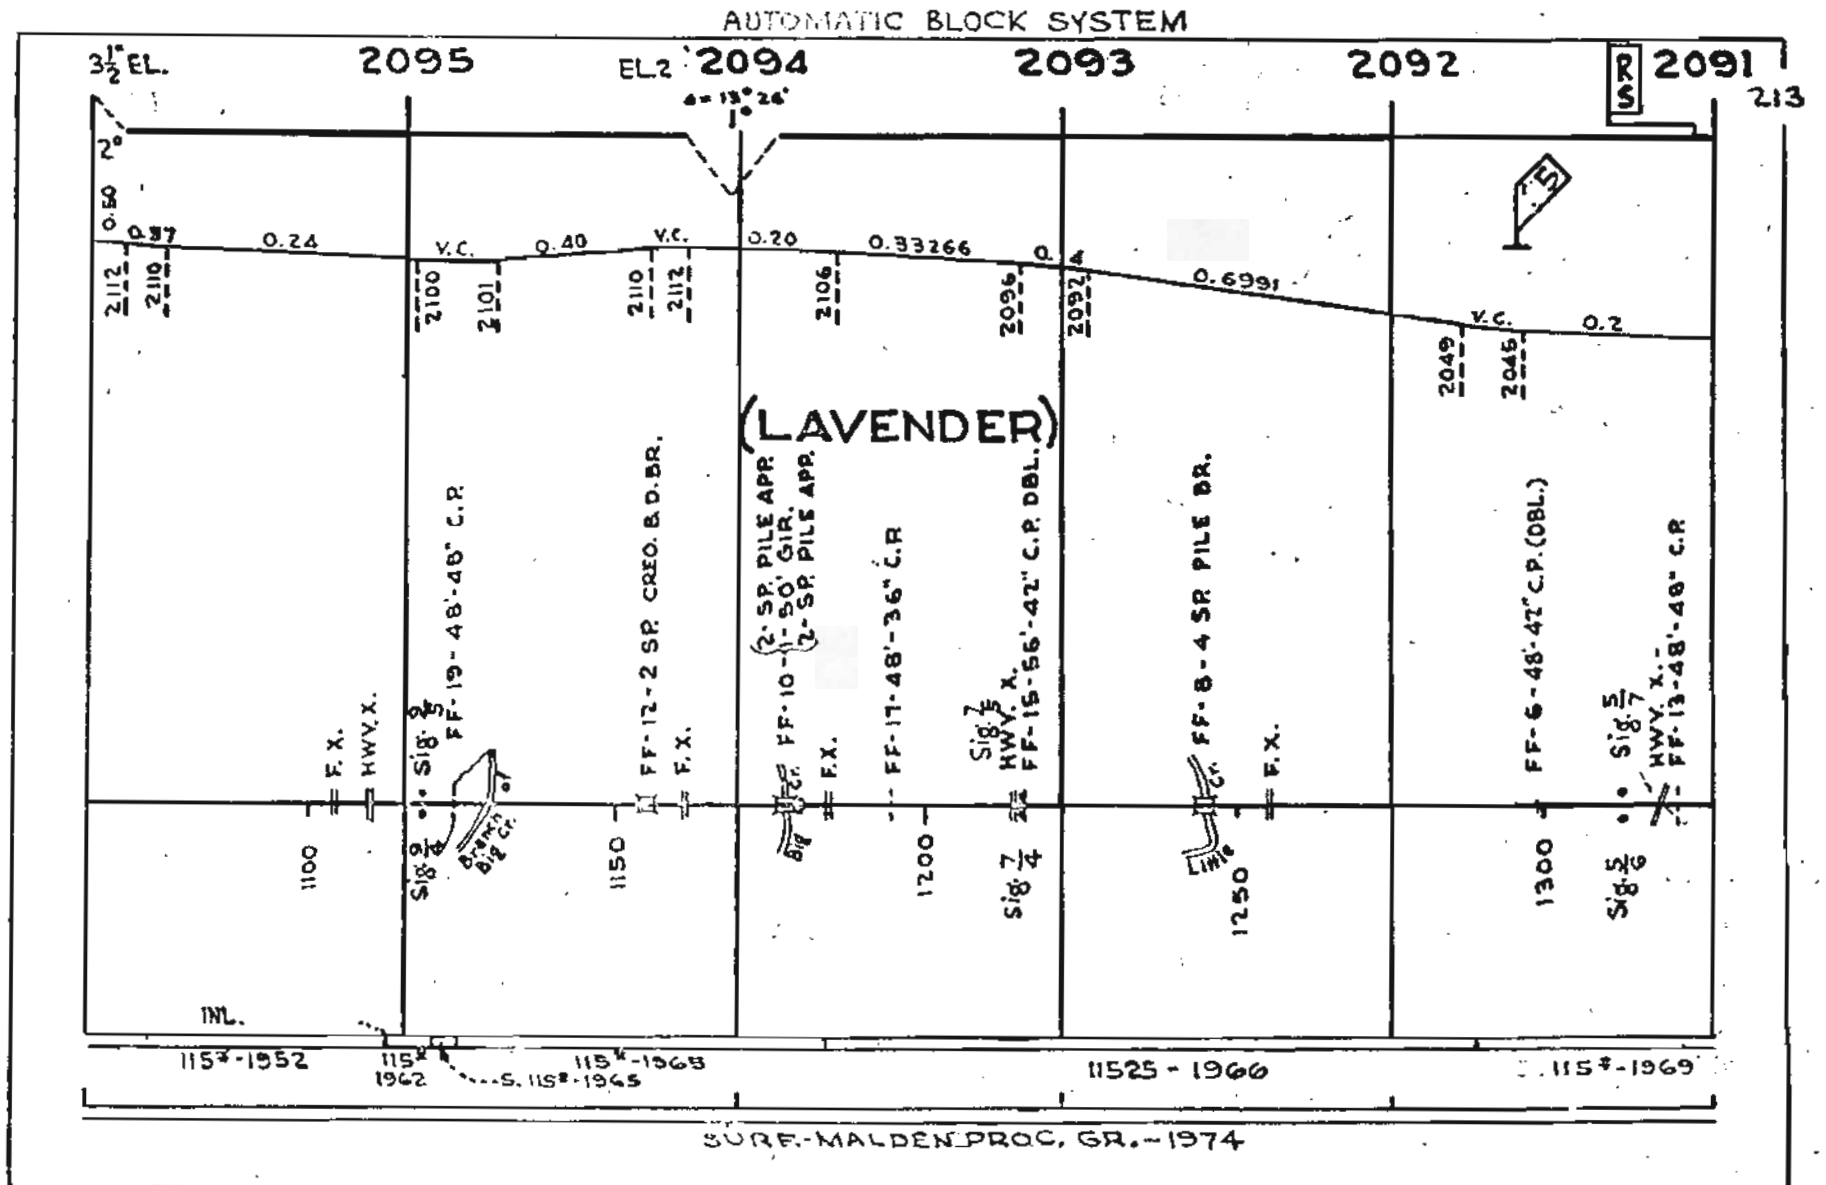 AUTOMATIC BLOCK SYSTEM
3½" EL. 2095 EL.2 2094 2093 2092 RS 2091
Δ = 13° 26' 213
2°
5
0.50 0.37 0.24 V.C. 0.40 V.C. 0.20 0.33266 0. 0.6991 V.C. 0.2
2112 2110 2100 2101 2110 2112 2106 2096 2092 2049 2045
(LAVENDER)
F.X.
HWY.X.
Sig. 9/5
FF-19-48'-48" C.P.
FF-12-2 SP. CREO. B.D.BR.
F.X.
2- SP. PILE APP.
FF-10-1-50' GIR.
2- SP. PILE APP.
F.X.
FF-17-48'-36" C.P.
Sig. 7/5
HWY. X.
FF-15-56'-42" C.P. DBL.
FF-8-4 SP. PILE BR.
F.X.
FF-6-48'-42" C.P. (DBL.)
Sig. 5/7
HWY. X.-
FF-13-48'-48" C.P.
of
Cr.
Cr.
1100
Sig. 9/4
Branch
Big Cr.
1150
Big
1200
Sig. 7/4
Little
1250
1300
Sig. 5/6
INL.
115#-1952 115# 115#-1965 11525-1966 115#-1969
1962 S. 115#-1965
SURF.-MALDEN PROC. GR.-1974